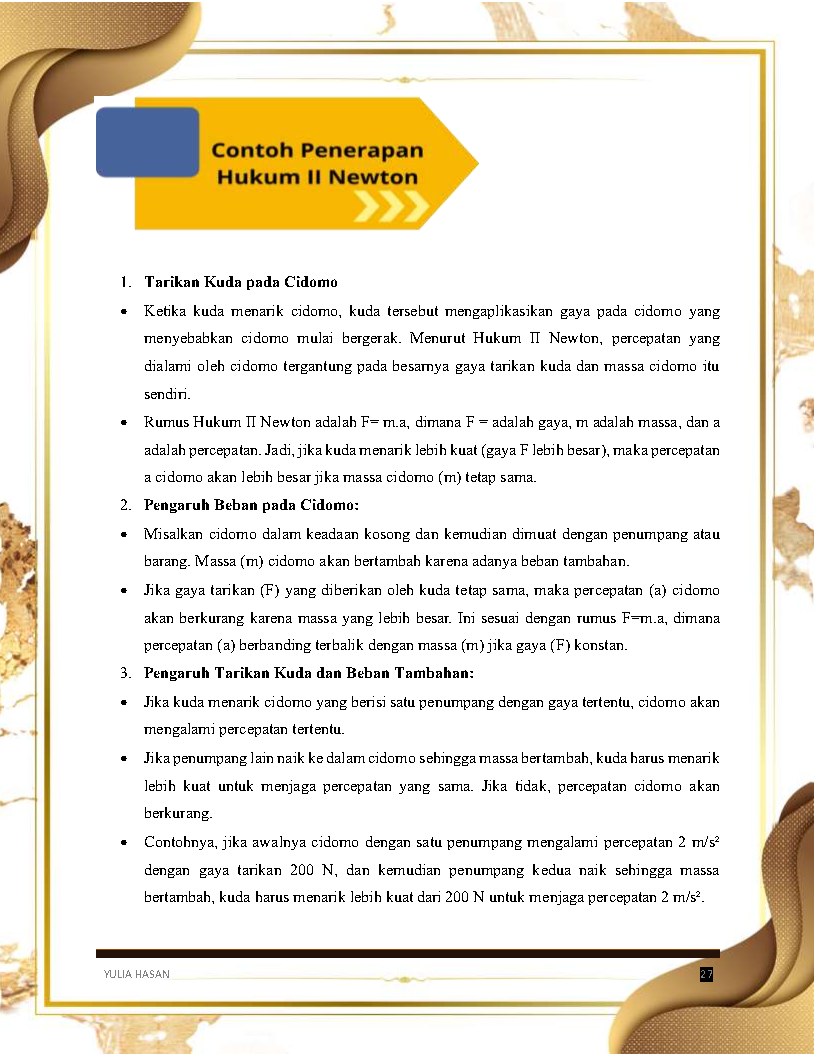 Contoh Penerapan
Hukum II Newton
1. Tarikan Kuda pada Cidomo
• Ketika kuda menarik cidomo, kuda tersebut mengaplikasikan gaya pada cidomo yang
menyebabkan cidomo mulai bergerak. Menurut Hukum II Newton, percepatan yang
dialami oleh cidomo tergantung pada besarnya gaya tarikan kuda dan massa cidomo itu
sendiri.
• Rumus Hukum II Newton adalah F= m.a, dimana F = adalah gaya, m adalah massa, dan a
adalah percepatan. Jadi, jika kuda menarik lebih kuat (gaya F lebih besar), maka percepatan
a cidomo akan lebih besar jika massa cidomo (m) tetap sama.
2. Pengaruh Beban pada Cidomo:
• Misalkan cidomo dalam keadaan kosong dan kemudian dimuat dengan penumpang atau
barang. Massa (m) cidomo akan bertambah karena adanya beban tambahan.
• Jika gaya tarikan (F) yang diberikan oleh kuda tetap sama, maka percepatan (a) cidomo
akan berkurang karena massa yang lebih besar. Ini sesuai dengan rumus F=m.a, dimana
percepatan (a) berbanding terbalik dengan massa (m) jika gaya (F) konstan.
3. Pengaruh Tarikan Kuda dan Beban Tambahan:
• Jika kuda menarik cidomo yang berisi satu penumpang dengan gaya tertentu, cidomo akan
mengalami percepatan tertentu.
• Jika penumpang lain naik ke dalam cidomo sehingga massa bertambah, kuda harus menarik
lebih kuat untuk menjaga percepatan yang sama. Jika tidak, percepatan cidomo akan
berkurang.
• Contohnya, jika awalnya cidomo dengan satu penumpang mengalami percepatan 2 m/s²
dengan gaya tarikan 200 N, dan kemudian penumpang kedua naik sehingga massa
bertambah, kuda harus menarik lebih kuat dari 200 N untuk menjaga percepatan 2 m/s².
YULIA HASAN 27